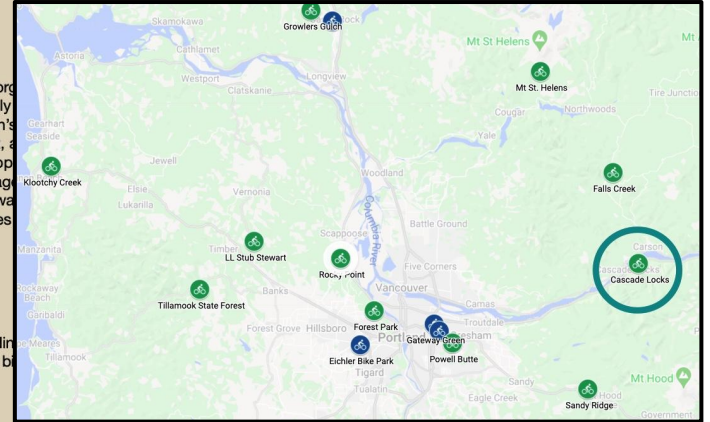 Skamokawa
Growlers Gulch
Mt St Helens
Astoria
Cathlamet
Westport
Longview
Clatskanie
Mt St. Helens
Tire Junctio
Cougar
Northwoods
Gearhart
Seaside
Yale
Klootchy Creek
Jewell
Woodland
Falls Creek
Elsie
Vernonia
Lukarilla
Columbia River
Battle Ground
Manzanita
Timber
Scappoose
Carson
LL Stub Stewart
Rocky Point
Five Corners
Cascade Locks
Cascade Locks
Rockaway
Beach
Banks
Vancouver
Tillamook State Forest
Camas
Garibaldi
Forest Park
Troutdale
Forest Grove
Hillsboro
Portland
Gresham
Gateway Green
Oceanside
Tillamook
Eichler Bike Park
Powell Butte
Tigard
Mt Hood
Tualatin
Sandy
Eagle Creek
Sandy Ridge
Government